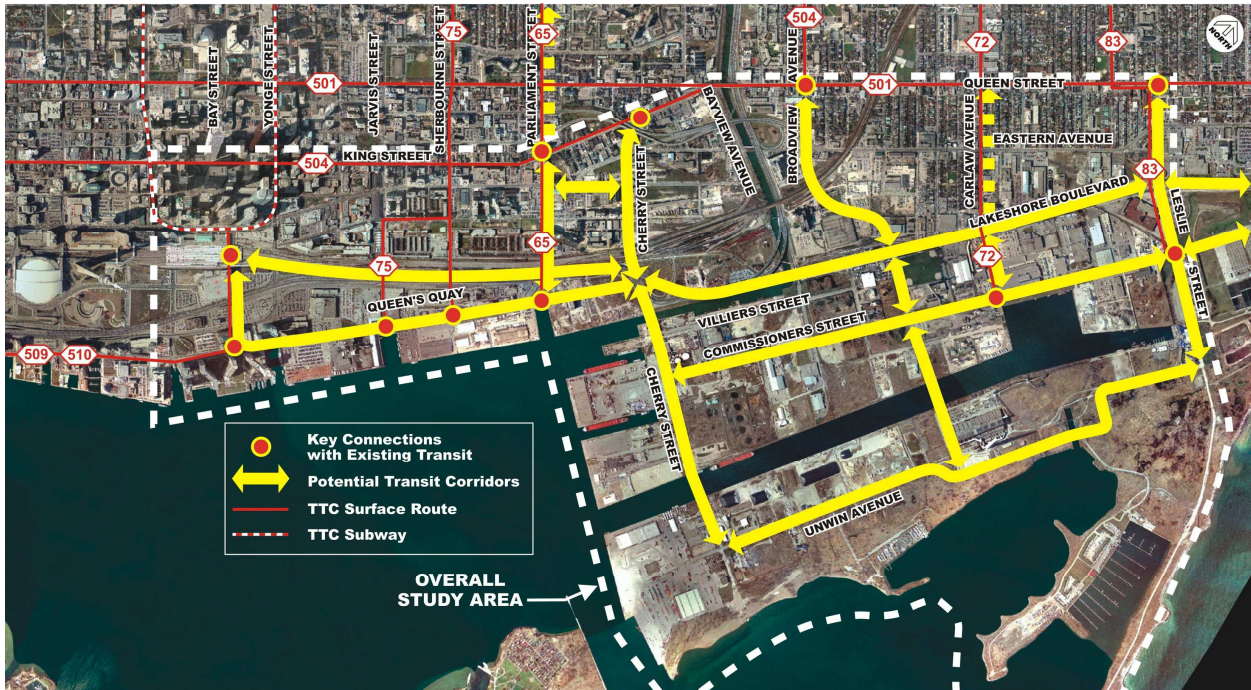 504
NORTH
75
65
72
83
501
501
QUEEN STREET
BAY STREET
YONGE STREET
JARVIS STREET
SHERBOURNE STREET
PARLIAMENT STREET
BAYVIEW AVENUE
BROADVIEW AVENUE
CARLAW AVENUE
EASTERN AVENUE
504
KING STREET
CHERRY STREET
83
LAKESHORE BOULEVARD
LESLIE STREET
65
75
72
QUEEN'S QUAY
VILLIERS STREET
COMMISSIONERS STREET
509
510
CHERRY STREET
UNWIN AVENUE
Key Connections
with Existing Transit
Potential Transit Corridors
TTC Surface Route
TTC Subway
OVERALL
STUDY AREA